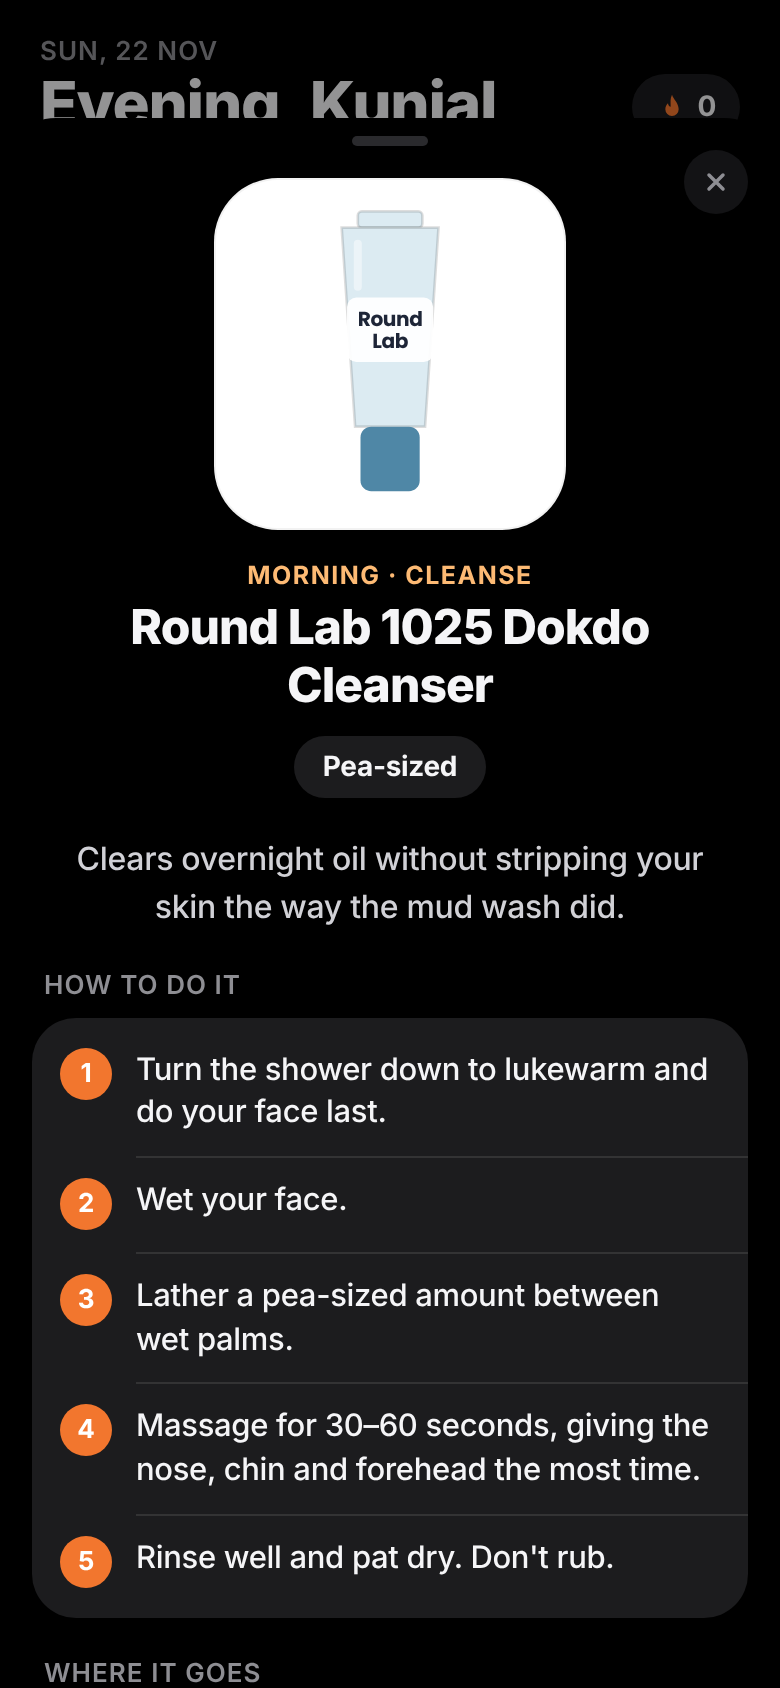 SUN, 22 NOV
Evening, Kunial
0
Round
Lab
MORNING · CLEANSE
Round Lab 1025 Dokdo
Cleanser
Pea-sized
Clears overnight oil without stripping your
skin the way the mud wash did.
HOW TO DO IT
1 Turn the shower down to lukewarm and
do your face last.
2 Wet your face.
3 Lather a pea-sized amount between
wet palms.
4 Massage for 30–60 seconds, giving the
nose, chin and forehead the most time.
5 Rinse well and pat dry. Don't rub.
WHERE IT GOES